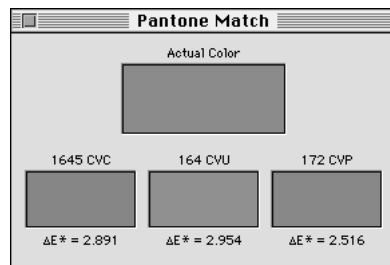 Pantone Match
Actual Color
1645 CVC 164 CVU 172 CVP
ΔE* = 2.891 ΔE* = 2.954 ΔE* = 2.516